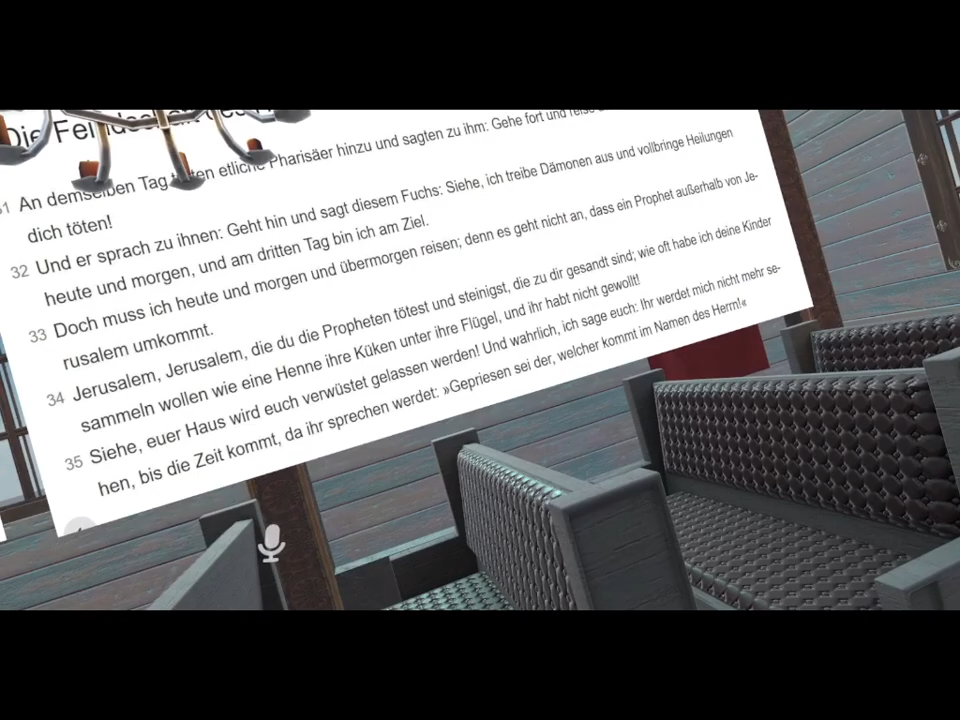 Die
31 An demselben Tag etliche Pharisäer hinzu und sagten zu ihm: Gehe fort und reise
dich töten!
32 Und er sprach zu ihnen: Geht hin und sagt diesem Fuchs: Siehe, ich treibe Dämonen aus und vollbringe Heilungen
heute und morgen, und am dritten Tag bin ich am Ziel.
33 Doch muss ich heute und morgen und übermorgen reisen; denn es geht nicht an, dass ein Prophet außerhalb von Je-
rusalem umkommt.
34 Jerusalem, Jerusalem, die du die Propheten tötest und steinigst, die zu dir gesandt sind; wie oft habe ich deine Kinder
sammeln wollen wie eine Henne ihre Küken unter ihre Flügel, und ihr habt nicht gewollt!
35 Siehe, euer Haus wird euch verwüstet gelassen werden! Und wahrlich, ich sage euch: Ihr werdet mich nicht mehr se-
hen, bis die Zeit kommt, da ihr sprechen werdet: »Gepriesen sei der, welcher kommt im Namen des Herrn!«